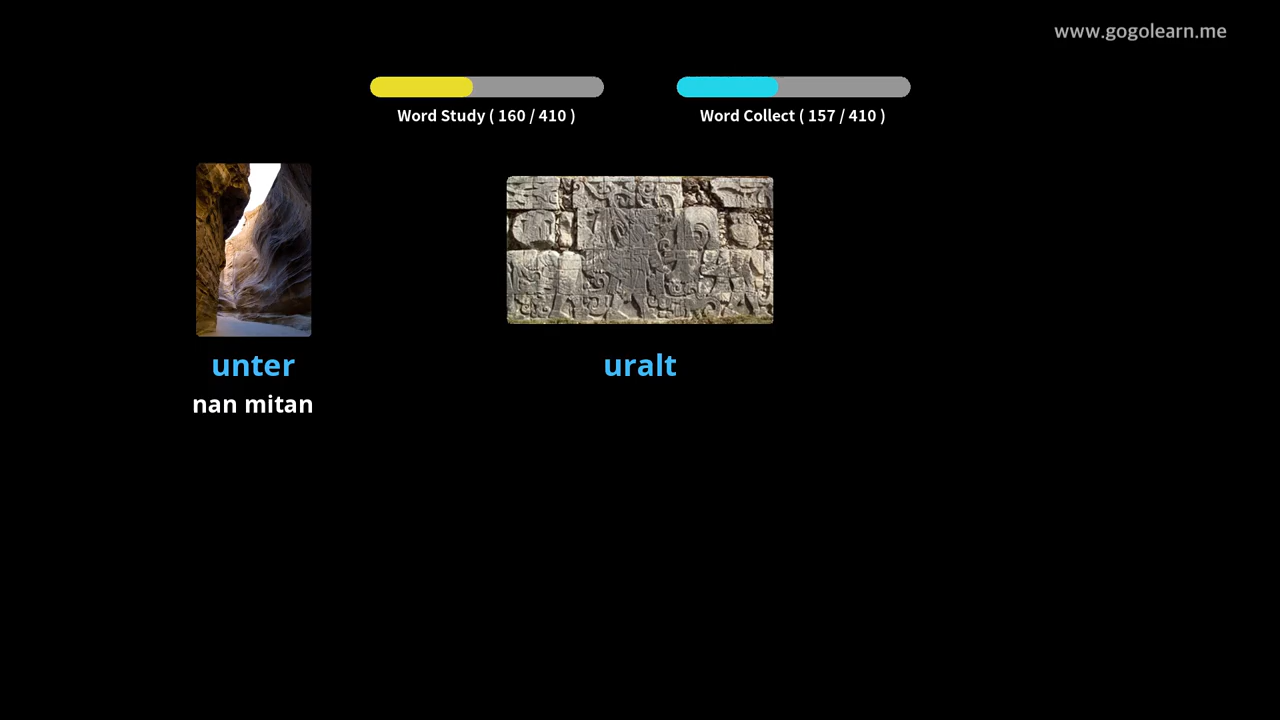 www.gogolearn.me
Word Study ( 160 / 410 )
Word Collect ( 157 / 410 )
unter
nan mitan
uralt